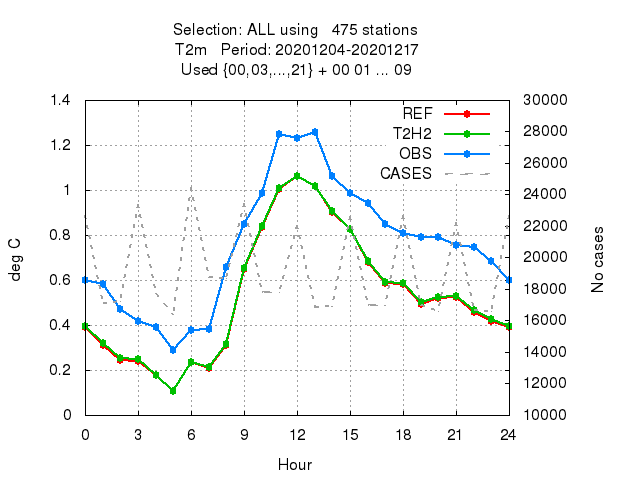 Selection: ALL using   475 stations
T2m   Period: 20201204-20201217
Used {00,03,...,21} + 00 01 ... 09
1.4
1.2
1
0.8
0.6
0.4
0.2
0
deg C
REF
T2H2
OBS
CASES
30000
28000
26000
24000
22000
20000
18000
16000
14000
12000
10000
No cases
0 3 6 9 12 15 18 21 24
Hour